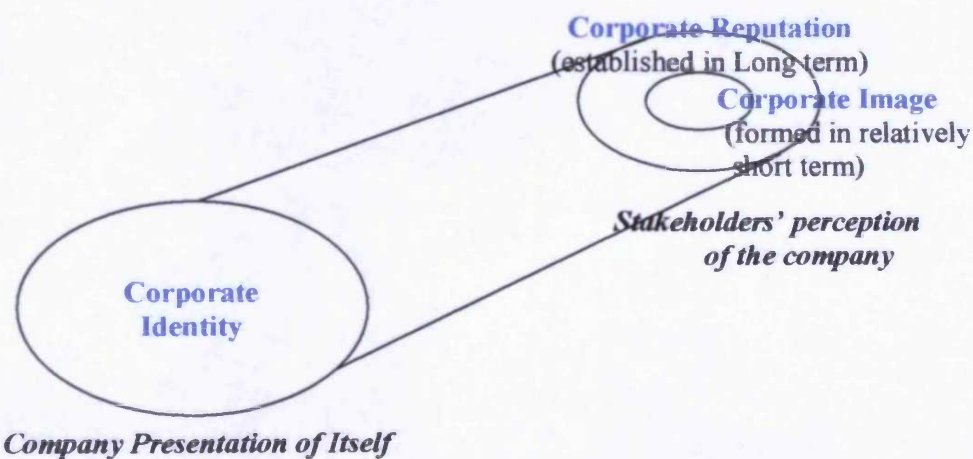 Corporate Reputation
(established in Long term)
Corporate Image
(formed in relatively
short term)
Stakeholders' perception
of the company
Corporate
Identity
Company Presentation of Itself